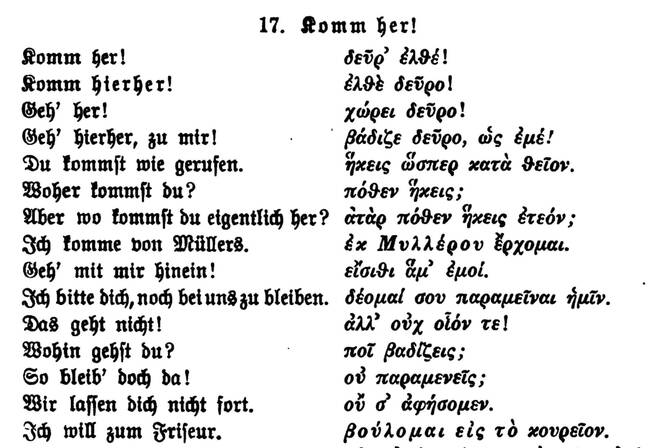 17. Komm her!
Komm her! δεῦρ' ἐλθέ!
Komm hierher! ἐλθὲ δεῦρο!
Geh' her! χώρει δεῦρο!
Geh' hierher, zu mir! βάδιζε δεῦρο, ὡς ἐμέ!
Du kommst wie gerufen. ἥκεις ὥσπερ κατὰ θεῖον.
Woher kommst du? πόθεν ἥκεις;
Aber wo kommst du eigentlich her? ἀτὰρ πόθεν ἥκεις ἐτεόν;
Ich komme von Müllers. ἐκ Μυλλέρου ἔρχομαι.
Geh' mit mir hinein! εἴσιθι ἅμ' ἐμοί.
Ich bitte dich, noch bei uns zu bleiben. δέομαί σου παραμεῖναι ἡμῖν.
Das geht nicht! ἀλλ' οὐχ οἷόν τε!
Wohin gehst du? ποῖ βαδίζεις;
So bleib' doch da! οὐ παραμενεῖς;
Wir lassen dich nicht fort. οὔ σ' ἀφήσομεν.
Ich will zum Friseur. βούλομαι εἰς τὸ κουρεῖον.